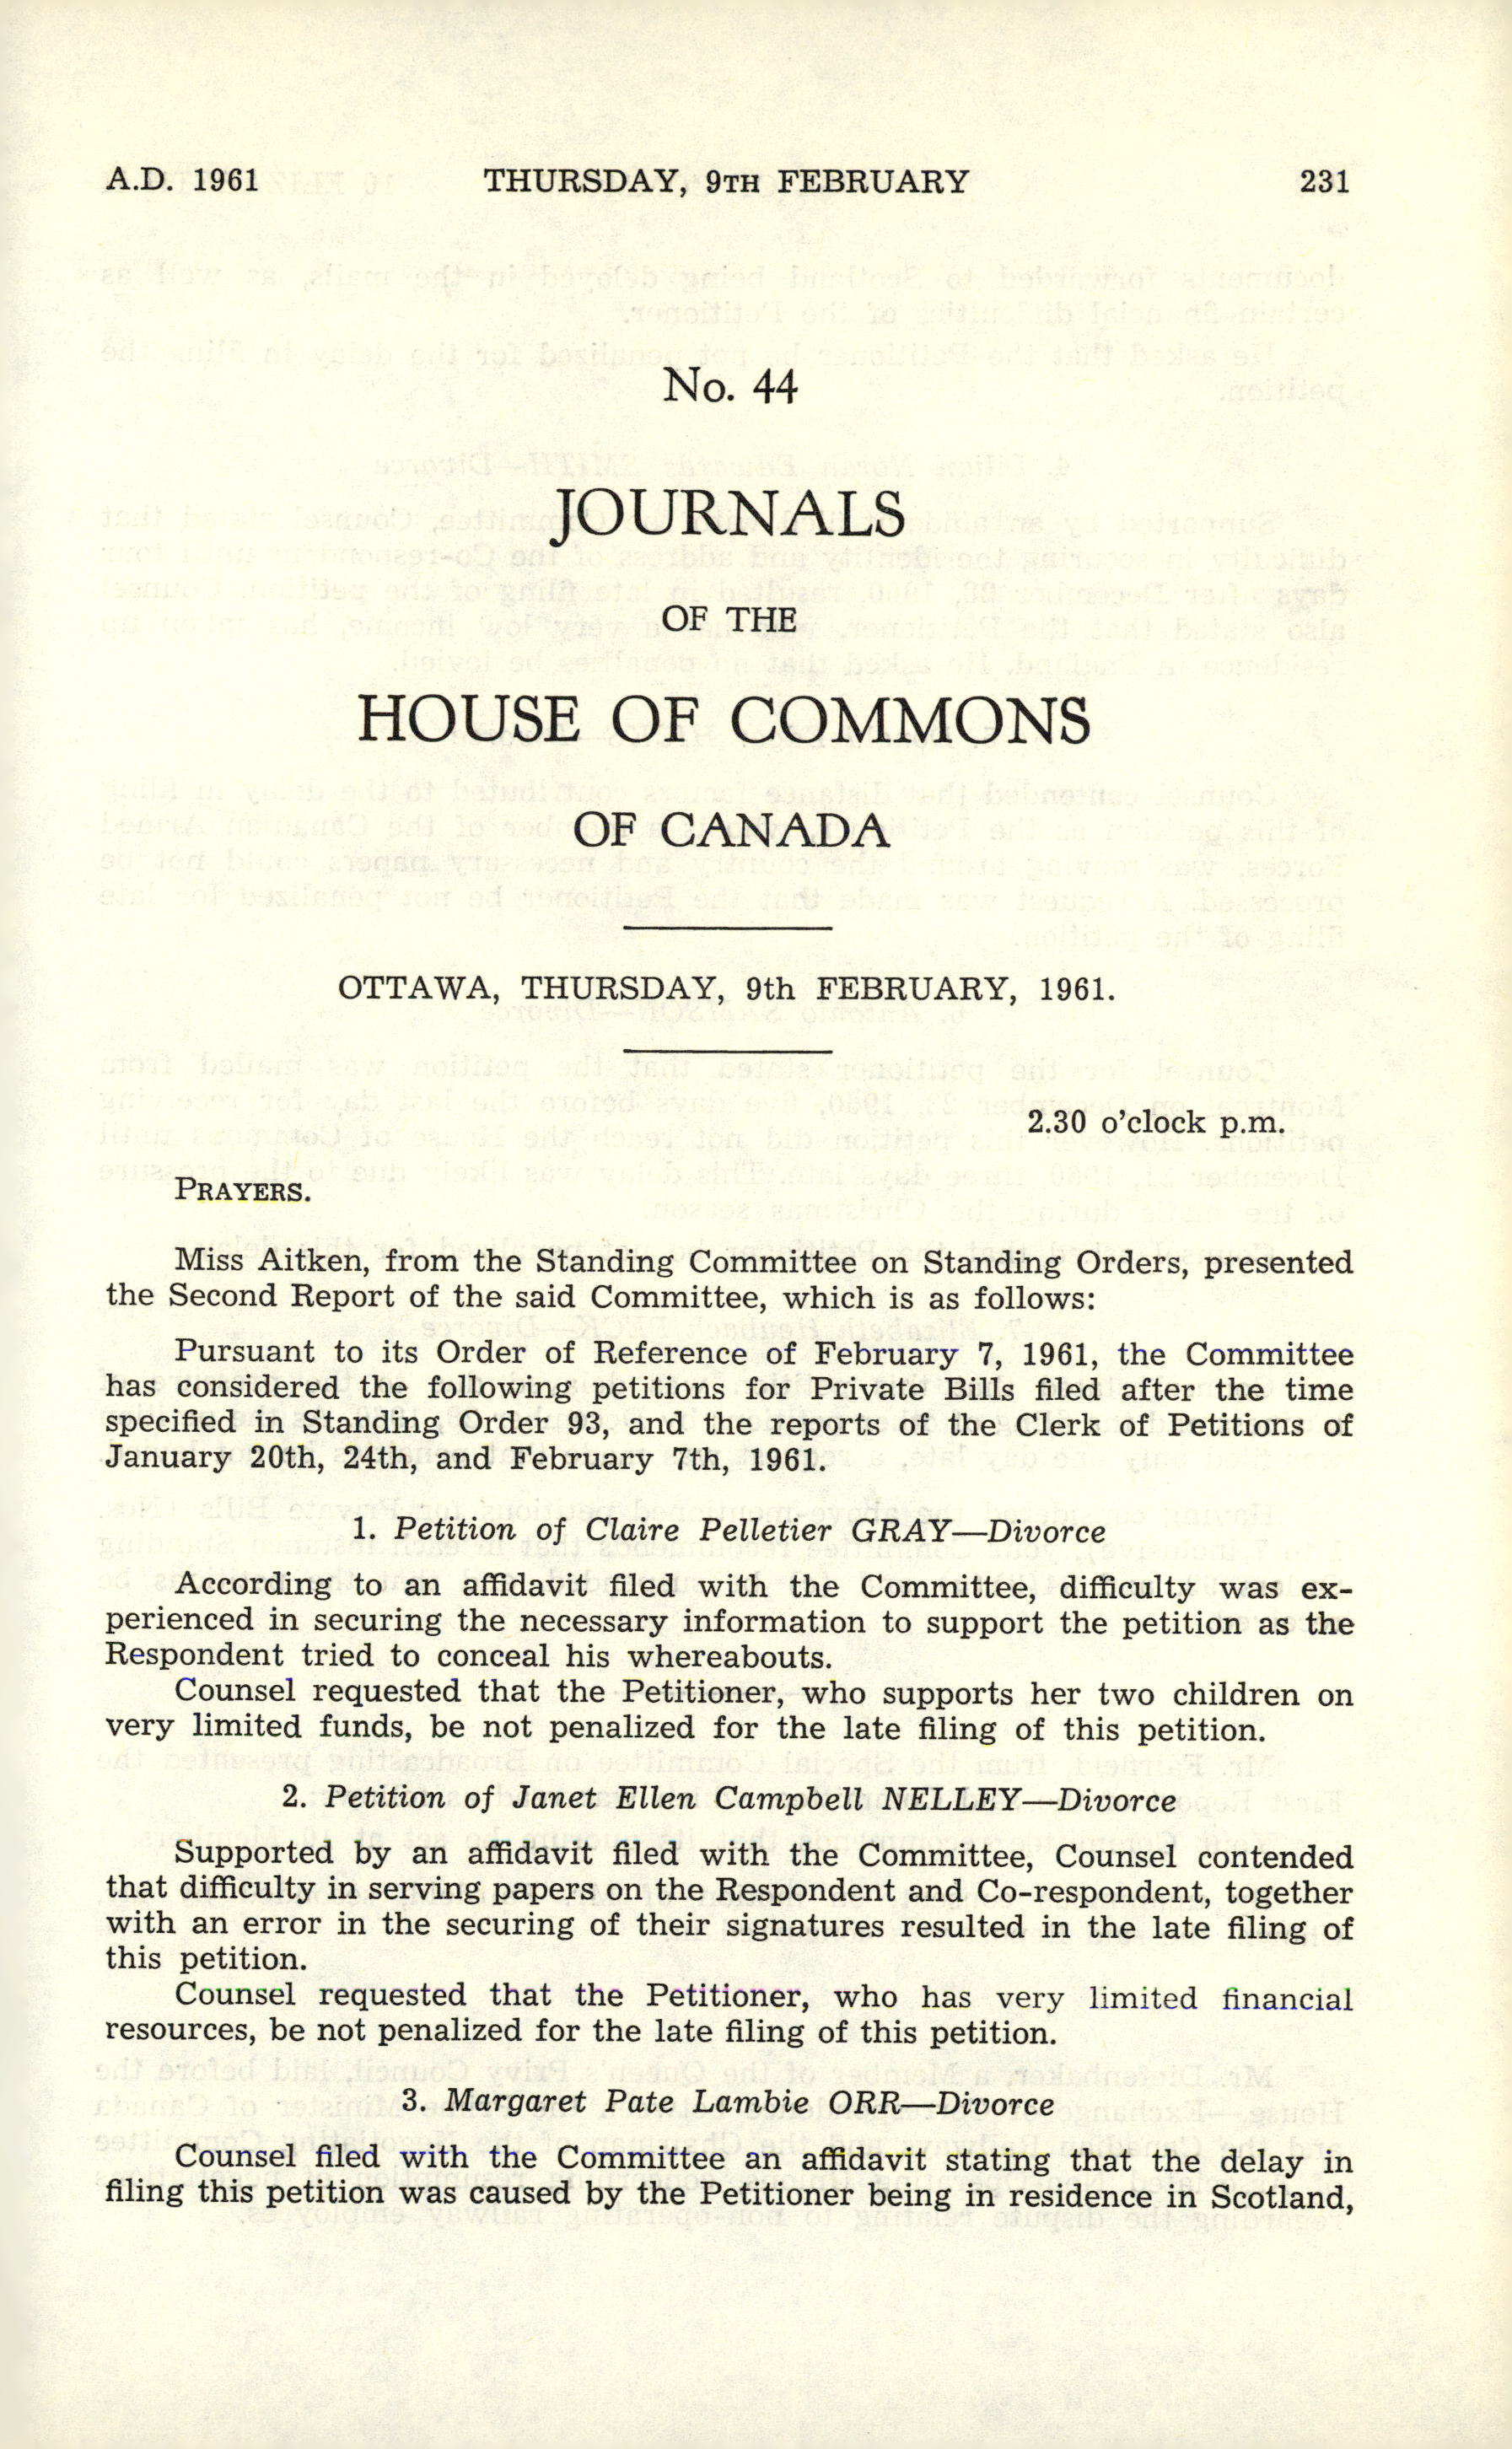 A.D. 1961 THURSDAY, 9TH FEBRUARY 231
No. 44
JOURNALS
OF THE
HOUSE OF COMMONS
OF CANADA
OTTAWA, THURSDAY, 9th FEBRUARY, 1961.
2.30 o'clock p.m.
PRAYERS.
Miss Aitken, from the Standing Committee on Standing Orders, presented
the Second Report of the said Committee, which is as follows:
Pursuant to its Order of Reference of February 7, 1961, the Committee
has considered the following petitions for Private Bills filed after the time
specified in Standing Order 93, and the reports of the Clerk of Petitions of
January 20th, 24th, and February 7th, 1961.
1. Petition of Claire Pelletier GRAY—Divorce
According to an affidavit filed with the Committee, difficulty was ex-
perienced in securing the necessary information to support the petition as the
Respondent tried to conceal his whereabouts.
Counsel requested that the Petitioner, who supports her two children on
very limited funds, be not penalized for the late filing of this petition.
2. Petition of Janet Ellen Campbell NELLEY—Divorce
Supported by an affidavit filed with the Committee, Counsel contended
that difficulty in serving papers on the Respondent and Co-respondent, together
with an error in the securing of their signatures resulted in the late filing of
this petition.
Counsel requested that the Petitioner, who has very limited financial
resources, be not penalized for the late filing of this petition.
3. Margaret Pate Lambie ORR—Divorce
Counsel filed with the Committee an affidavit stating that the delay in
filing this petition was caused by the Petitioner being in residence in Scotland,